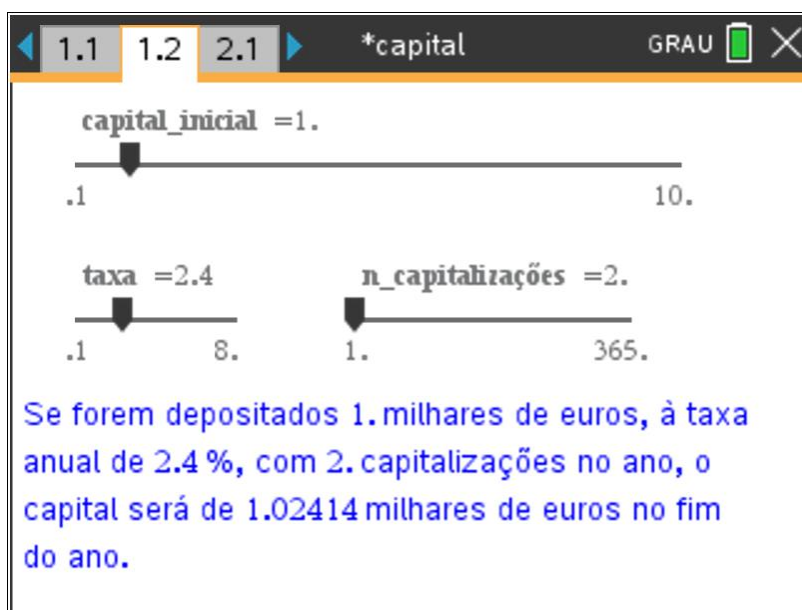 1.1 1.2 2.1 *capital GRAU
capital_inicial =1.
.1 10.
taxa =2.4 n_capitalizações =2.
.1 8. 1. 365.
Se forem depositados 1. milhares de euros, à taxa
anual de 2.4 %, com 2. capitalizações no ano, o
capital será de 1.02414 milhares de euros no fim
do ano.